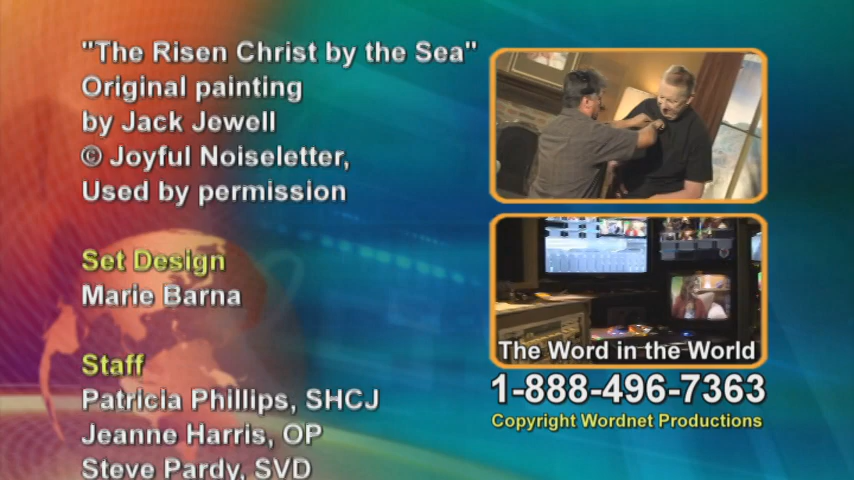 "The Risen Christ by the Sea"
Original painting
by Jack Jewell
© Joyful Noiseletter,
Used by permission
Set Design
Marie Barna
Staff
Patricia Phillips, SHCJ
Jeanne Harris, OP
Steve Pardy, SVD
The Word in the World
1-888-496-7363
Copyright Wordnet Productions